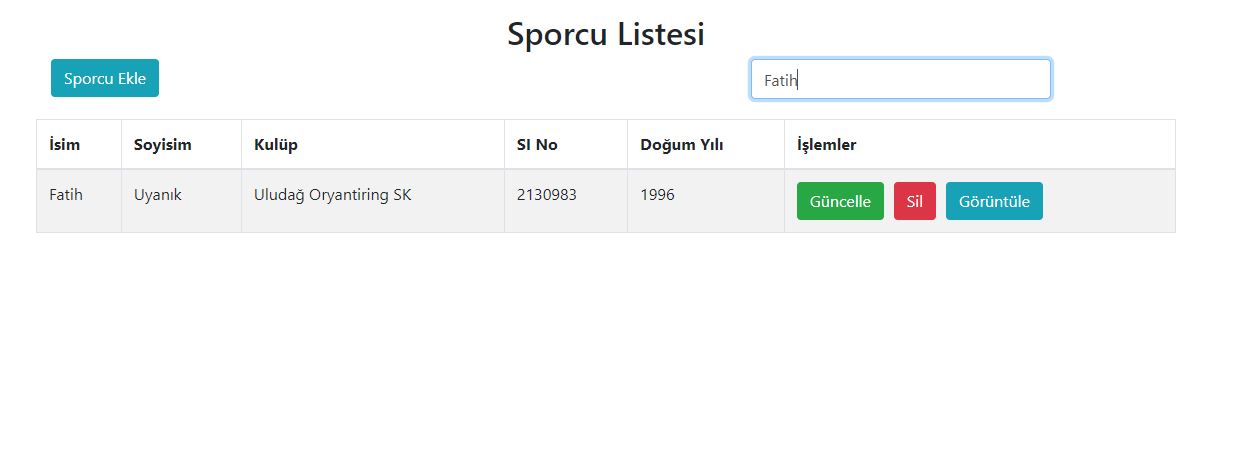 Sporcu Listesi
Sporcu Ekle
Fatih
İsim Soyisim Kulüp SI No Doğum Yılı İşlemler
Fatih Uyanık Uludağ Oryantiring SK 2130983 1996 Güncelle Sil Görüntüle